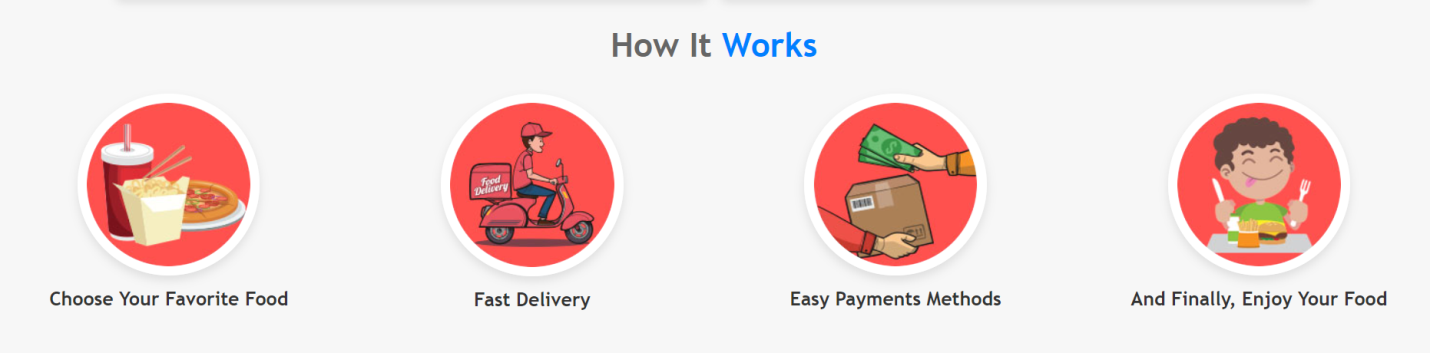 How It Works
Choose Your Favorite Food
Food
Delivery
Fast Delivery
Easy Payments Methods
And Finally, Enjoy Your Food